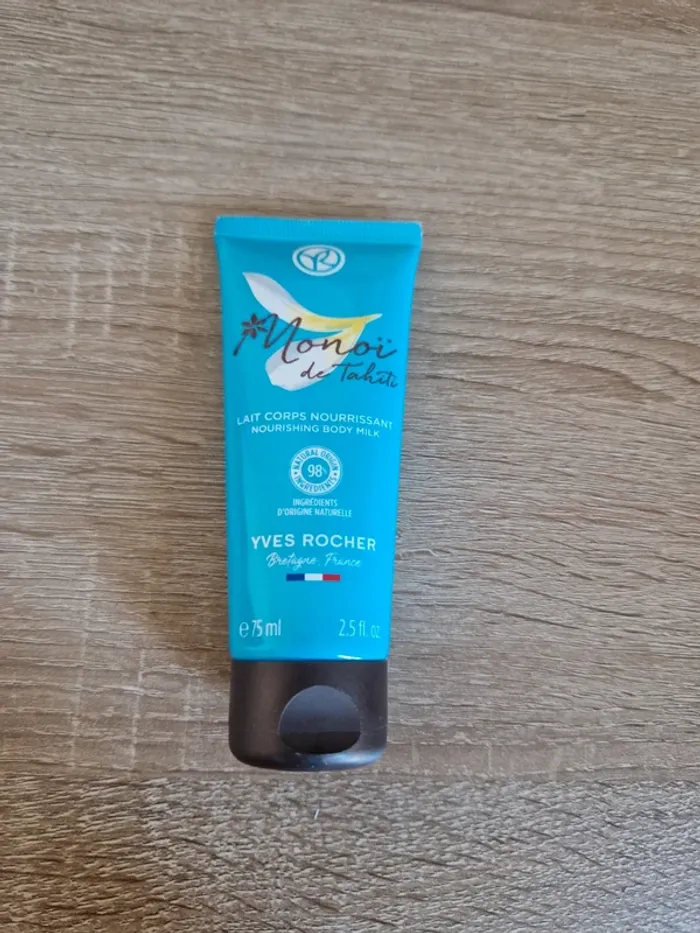 YR
Monoï
de Tahiti
LAIT CORPS NOURRISSANT
NOURISHING BODY MILK
NATURAL ORIGIN
98%
INGREDIENTS
INGRÉDIENTS
D'ORIGINE NATURELLE
YVES ROCHER
Bretagne, France
e 75 ml 2.5 fl. oz.